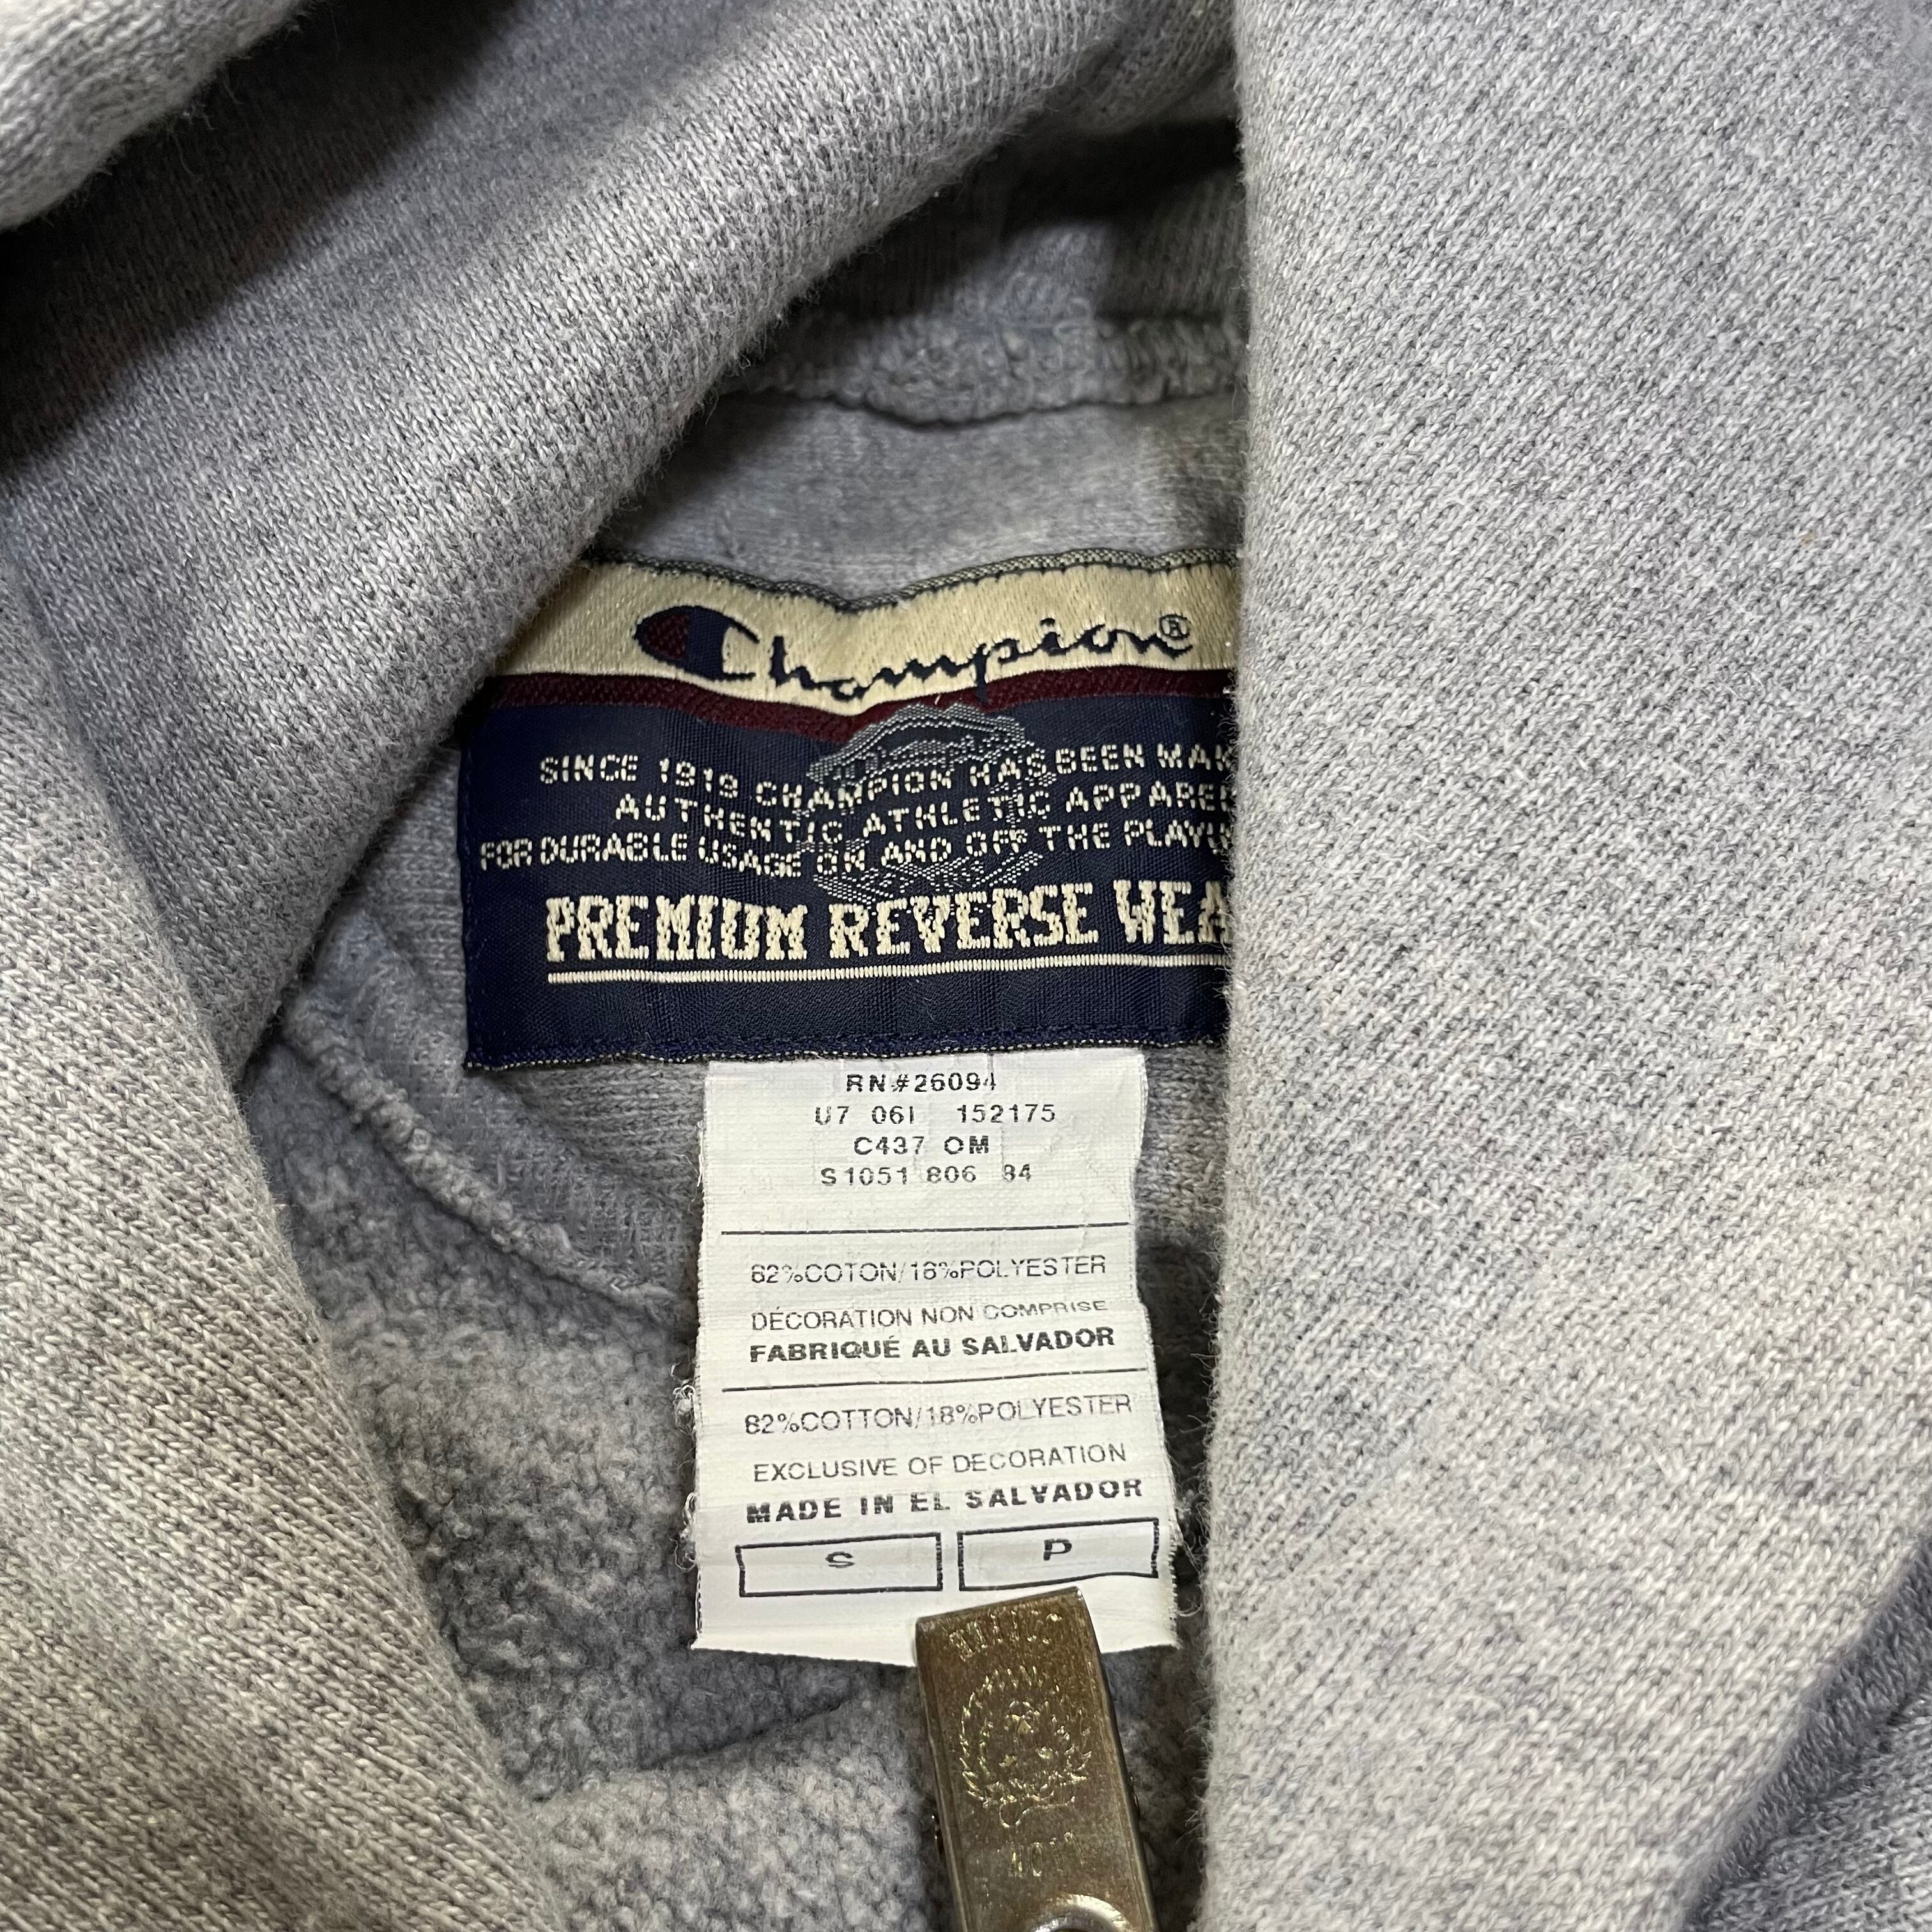 Champion®
SINCE 1919 CHAMPION HAS BEEN MAK
AUTHENTIC ATHLETIC APPAREL
FOR DURABLE USAGE ON AND OFF THE PLAYI
PREMIUM REVERSE WEA
RN#26094
U7 06I 152175
C437 OM
S1051 806 84
82%COTON/18%POLYESTER
DÉCORATION NON COMPRISE
FABRIQUÉ AU SALVADOR
82%COTTON/18%POLYESTER
EXCLUSIVE OF DECORATION
MADE IN EL SALVADOR
S P